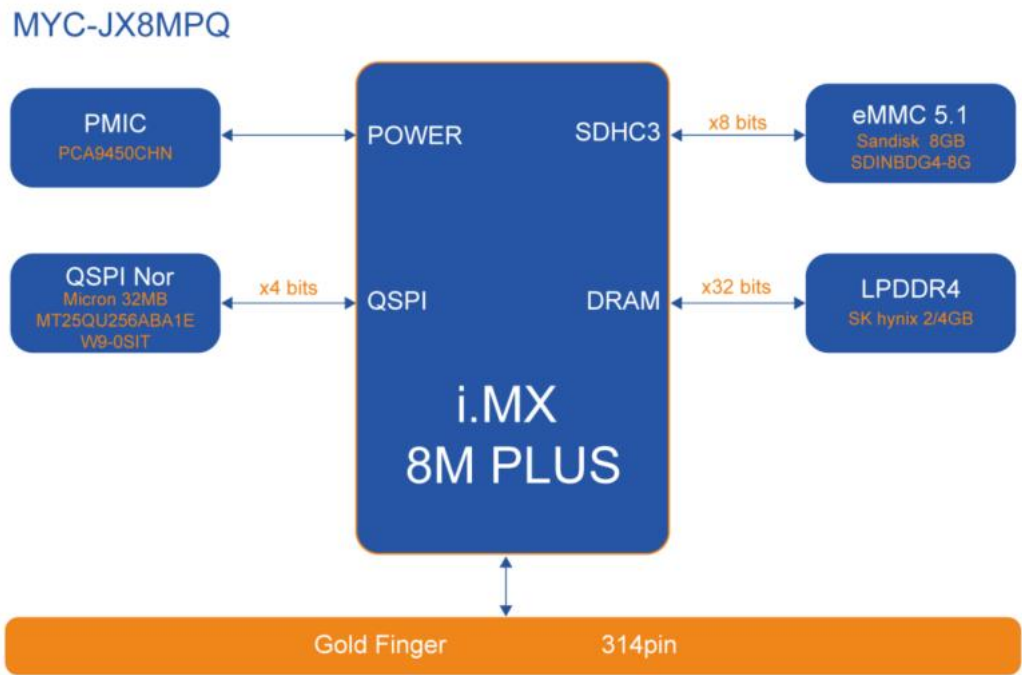 MYC-JX8MPQ
PMIC
PCA9450CHN
POWER
SDHC3
x8 bits
eMMC 5.1
Sandisk 8GB
SDINBDG4-8G
QSPI Nor
Micron 32MB
MT25QU256ABA1E
W9-0SIT
x4 bits
QSPI
DRAM
x32 bits
LPDDR4
SK hynix 2/4GB
i.MX
8M PLUS
Gold Finger 314pin